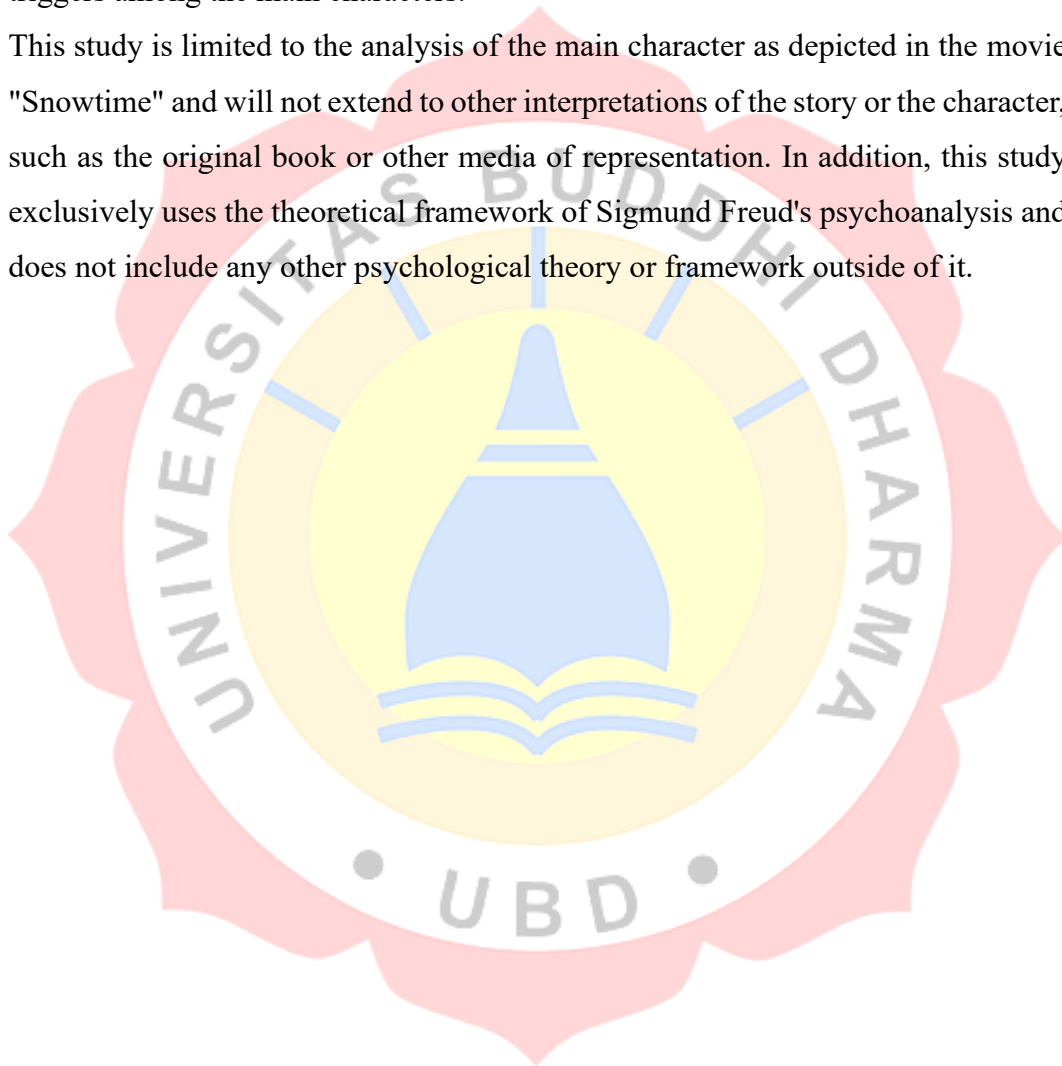 triggers among the main characters.
This study is limited to the analysis of the main character as depicted in the movie
"Snowtime" and will not extend to other interpretations of the story or the character,
such as the original book or other media of representation. In addition, this study
exclusively uses the theoretical framework of Sigmund Freud's psychoanalysis and
does not include any other psychological theory or framework outside of it.
UNIVERSITAS BUDDHI DHARMA
• UBD •